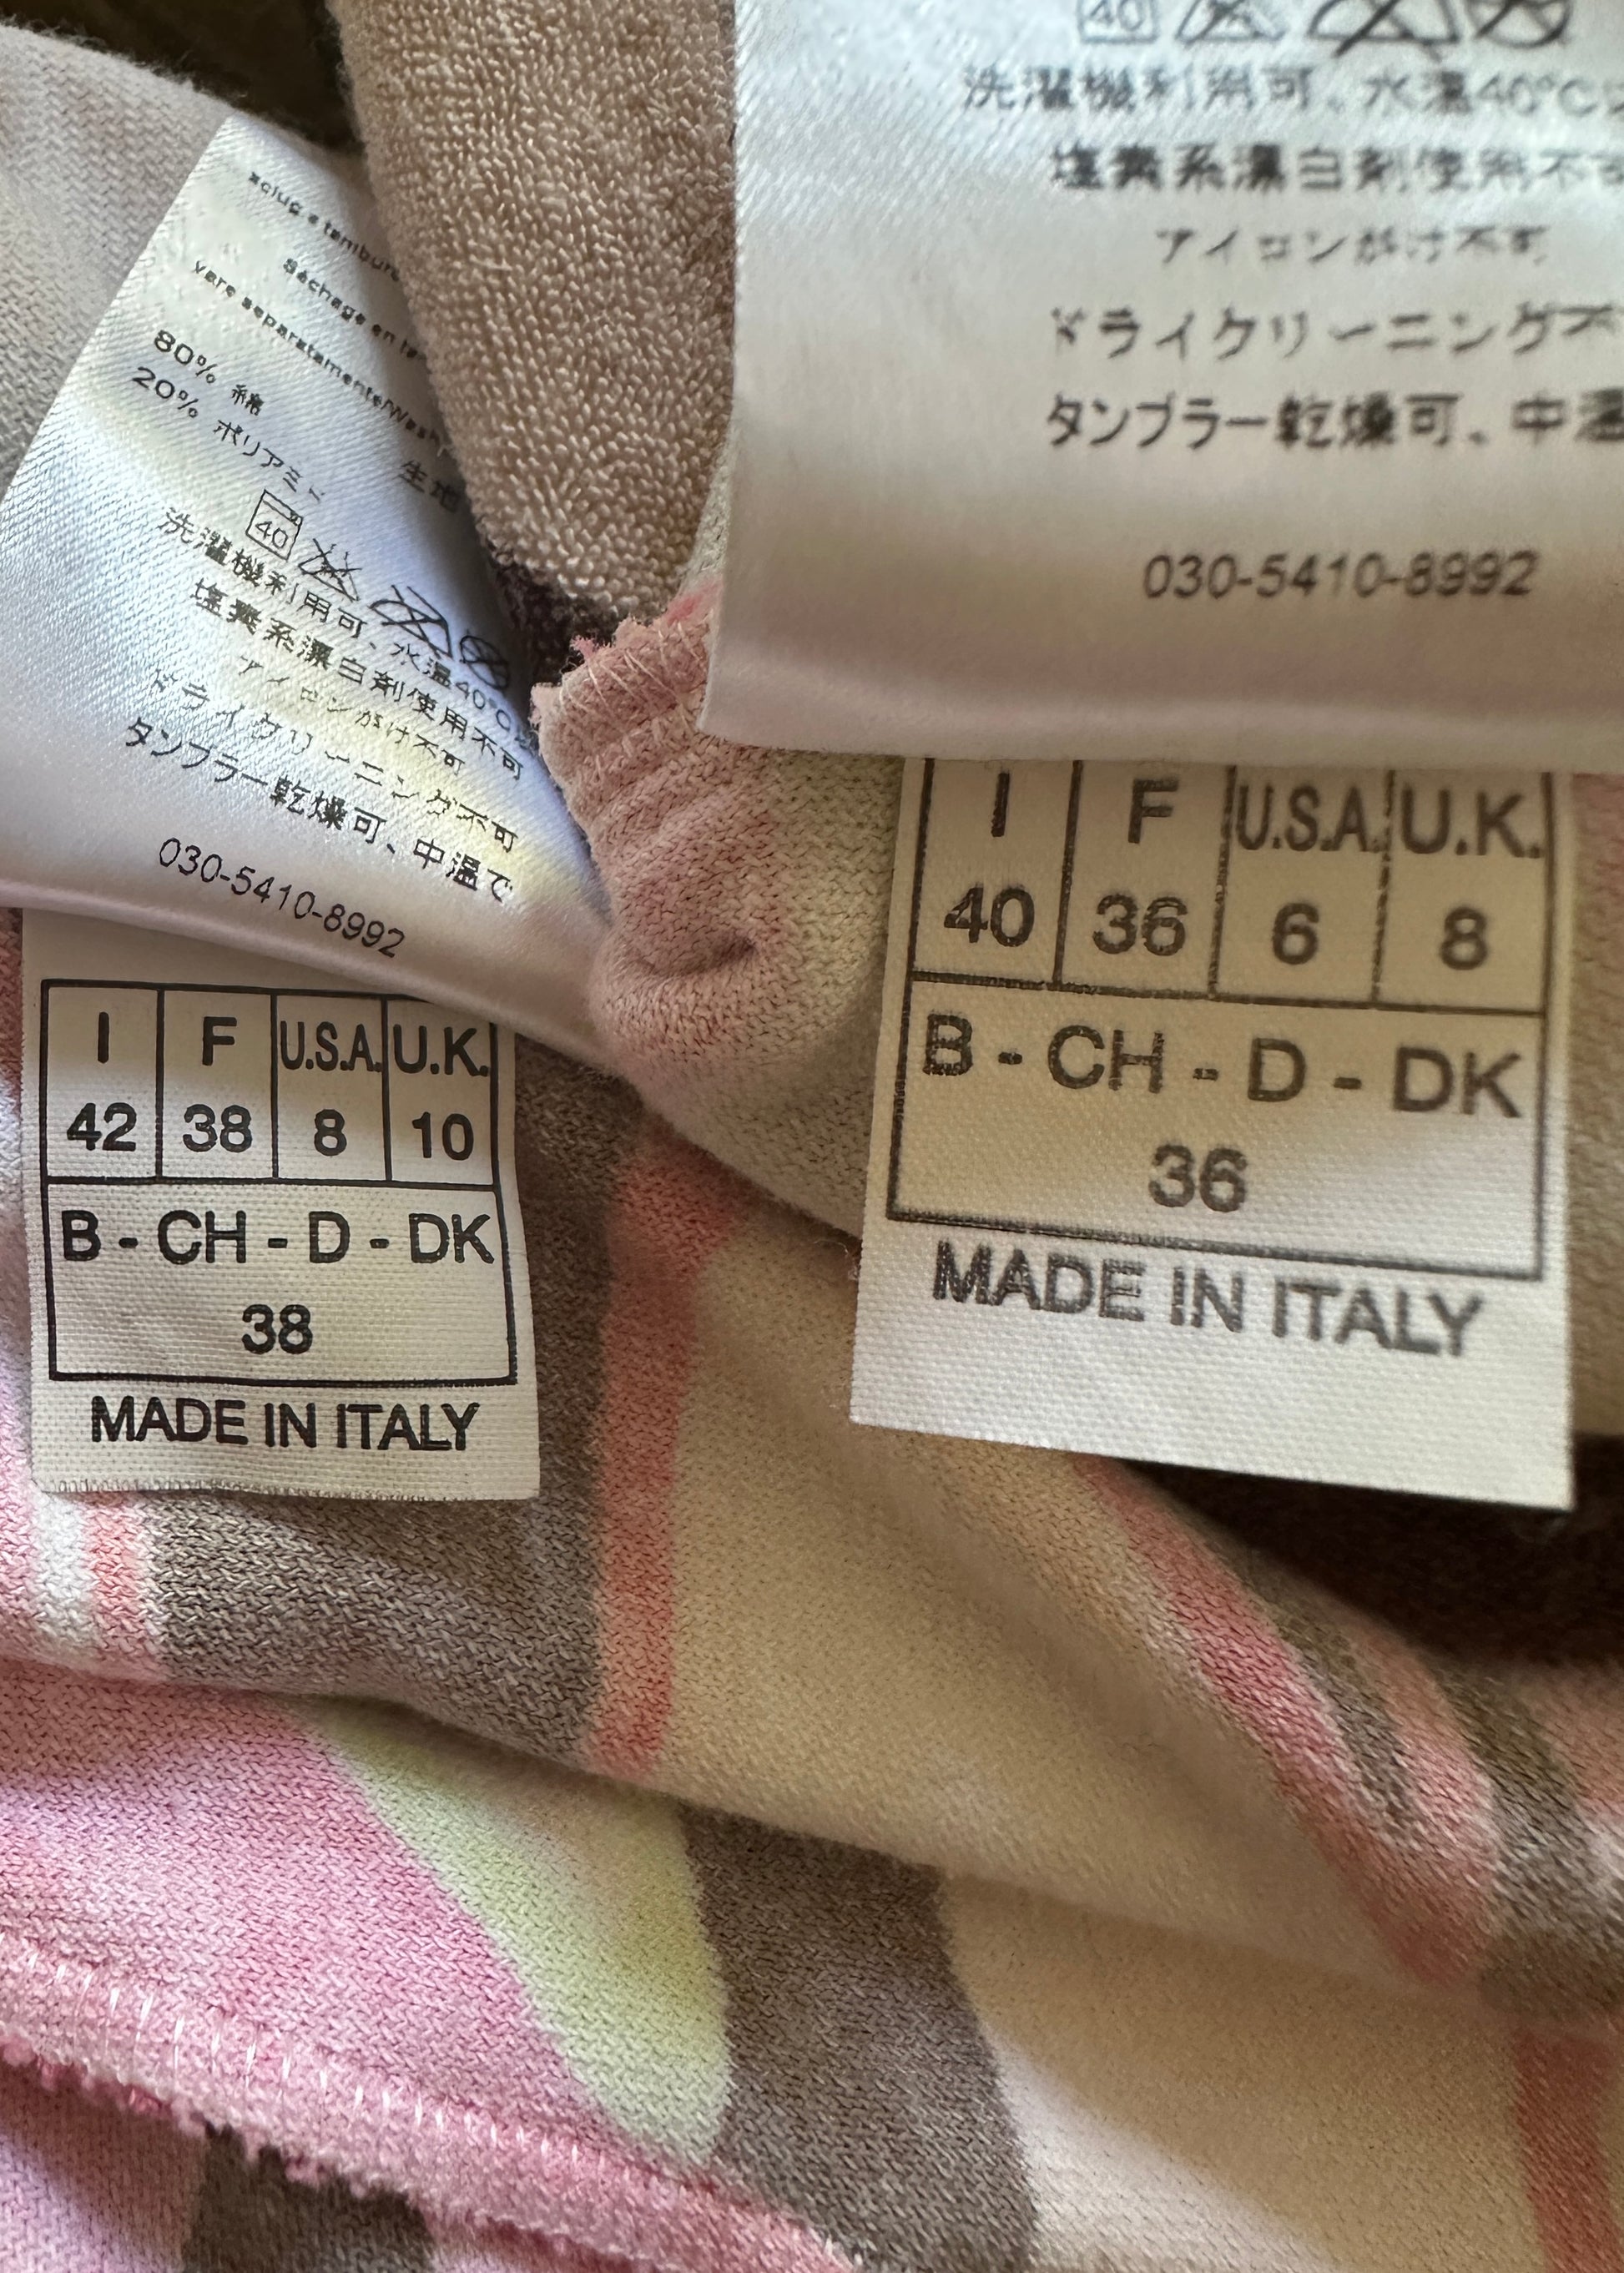 Séchage en
vare separatamente/Wash
80% 綿
20% ポリアミド
生地
40
洗濯機利用可、水温40°C
塩素系漂白剤使用不可
アイロンがけ不可
ドライクリーニング不可
タンブラー乾燥可、中温で
030-5410-8992
I F U.S.A. U.K.
42 38 8 10
B - CH - D - DK
38
MADE IN ITALY
40
洗濯機利用可、水温40°C
塩素系漂白剤使用不可
アイロンがけ不可
ドライクリーニング不
タンブラー乾燥可、中温
030-5410-8992
I F U.S.A. U.K.
40 36 6 8
B - CH - D - DK
36
MADE IN ITALY